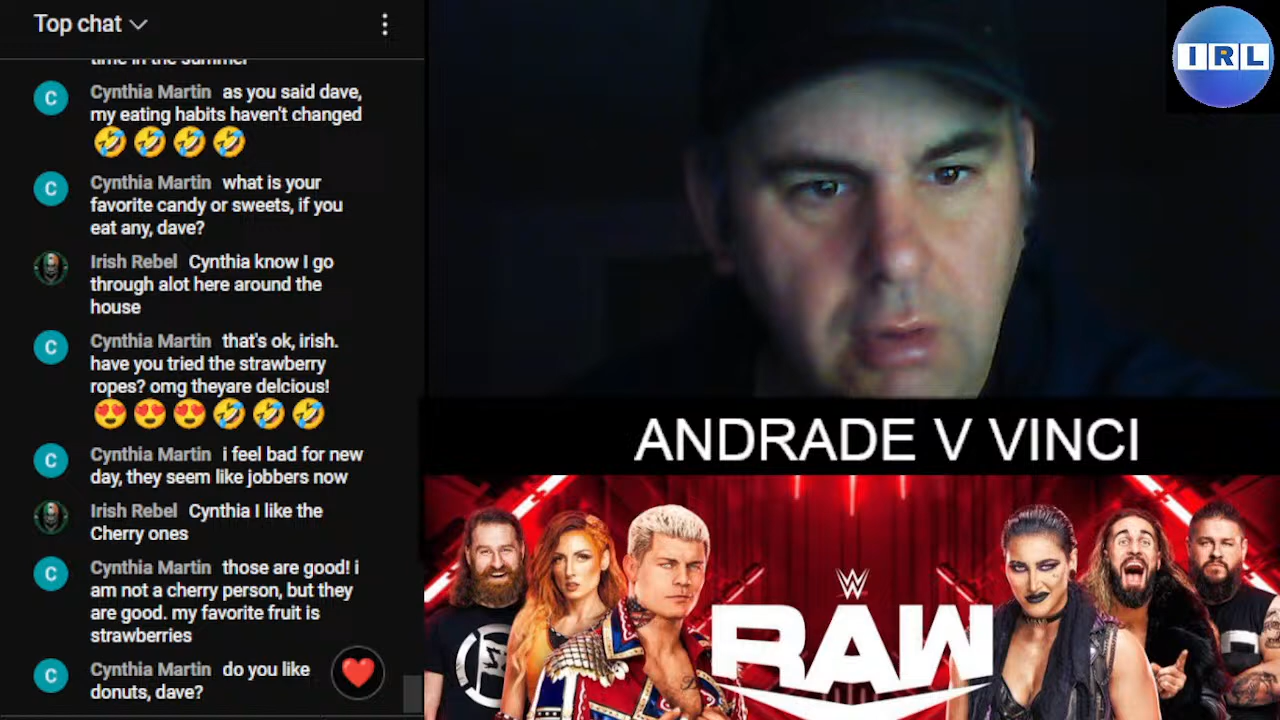 Top chat
time in the summer
Cynthia Martin as you said dave,
my eating habits haven't changed
🤣 🤣 🤣 🤣
C
Cynthia Martin what is your
favorite candy or sweets, if you
eat any, dave?
C
Irish Rebel Cynthia know I go
through alot here around the
house
Cynthia Martin that's ok, irish.
have you tried the strawberry
ropes? omg theyare delcious!
😍 😍 😍 🤣 🤣 🤣
C
Cynthia Martin i feel bad for new
day, they seem like jobbers now
C
Irish Rebel Cynthia I like the
Cherry ones
Cynthia Martin those are good! i
am not a cherry person, but they
are good. my favorite fruit is
strawberries
C
Cynthia Martin do you like
donuts, dave?
C
IRL
ANDRADE V VINCI
W
RAW